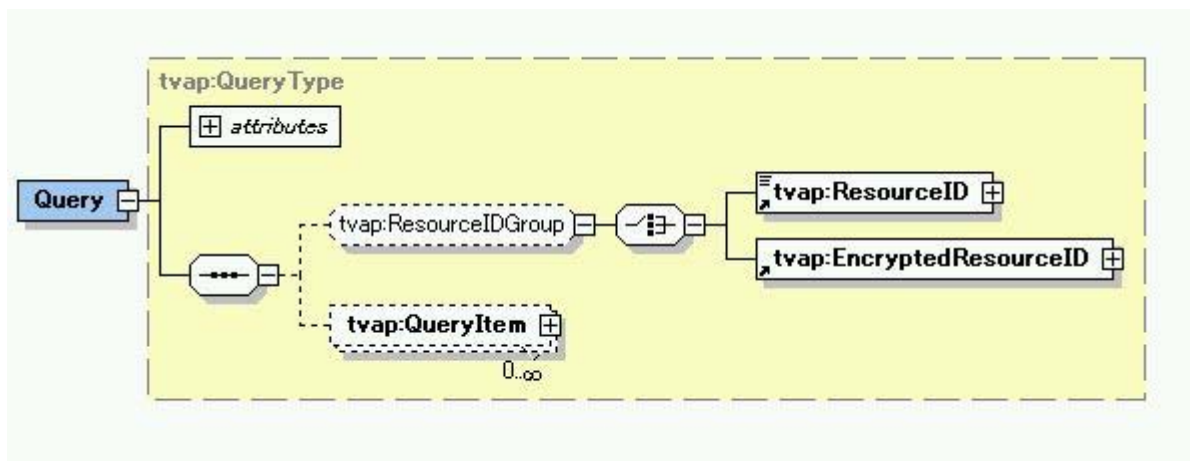 tvap:QueryType
attributes
Query
tvap:ResourceIDGroup
tvap:ResourceID
tvap:EncryptedResourceID
tvap:QueryItem
0..∞